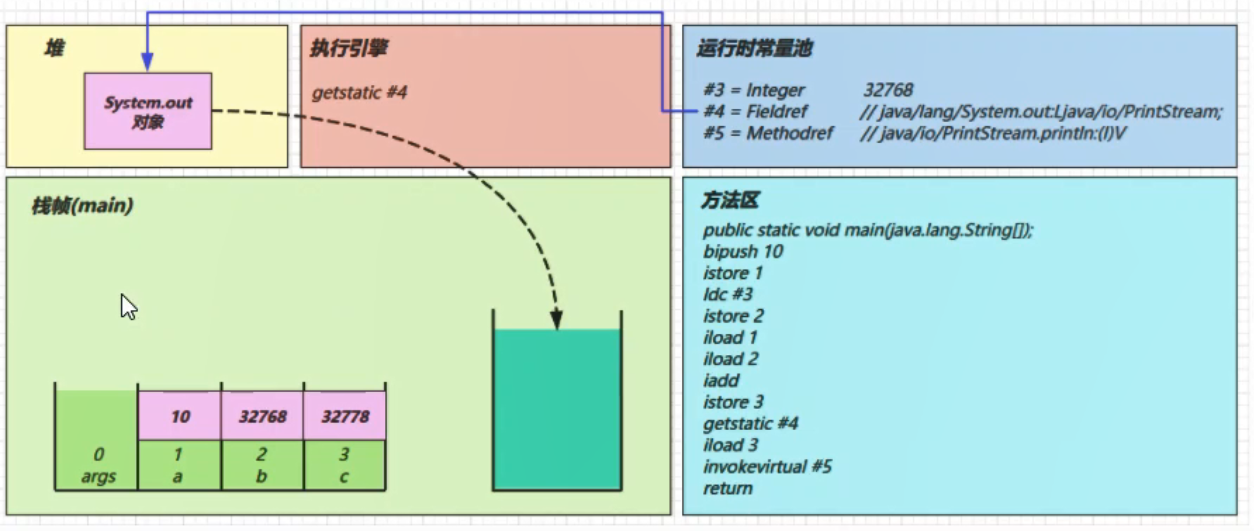 堆
System.out
对象
执行引擎
getstatic #4
运行时常量池
#3 = Integer 32768
#4 = Fieldref // java/lang/System.out:Ljava/io/PrintStream;
#5 = Methodref // java/io/PrintStream.println:(I)V
栈帧(main)
10 32768 32778
0 1 2 3
args a b c
方法区
public static void main(java.lang.String[]);
bipush 10
istore 1
ldc #3
istore 2
iload 1
iload 2
iadd
istore 3
getstatic #4
iload 3
invokevirtual #5
return